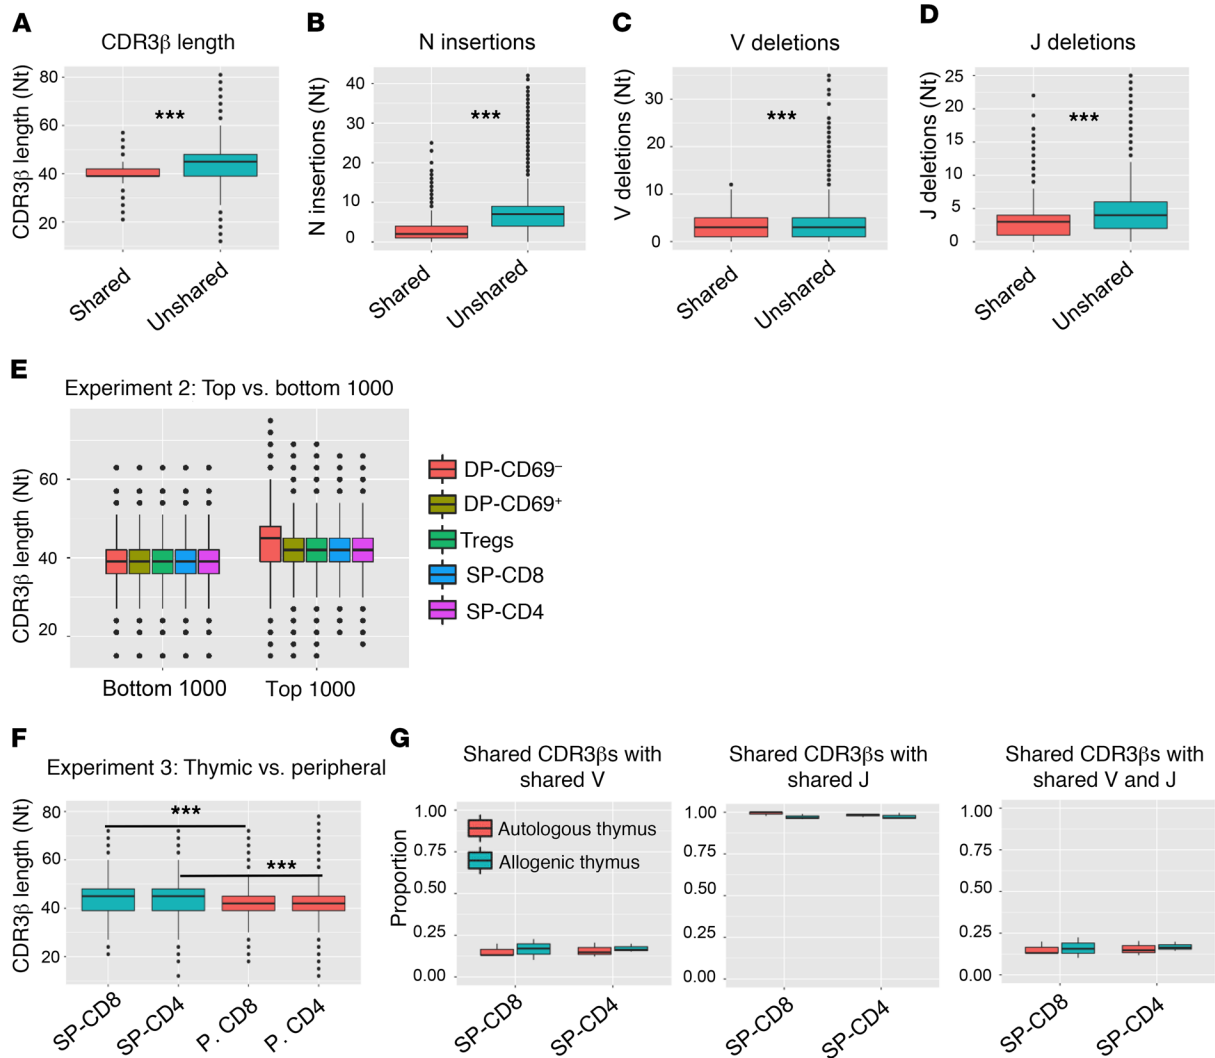 A
CDR3β length
CDR3β length (Nt)
80
60
40
20
***
Shared
Unshared
B
N insertions
N insertions (Nt)
40
30
20
10
0
***
Shared
Unshared
C
V deletions
V deletions (Nt)
30
20
10
0
***
Shared
Unshared
D
J deletions
J deletions (Nt)
25
20
15
10
5
0
***
Shared
Unshared
E
Experiment 2: Top vs. bottom 1000
CDR3β length (Nt)
60
40
20
Bottom 1000
Top 1000
DP-CD69⁻
DP-CD69⁺
Tregs
SP-CD8
SP-CD4
F
Experiment 3: Thymic vs. peripheral
CDR3β length (Nt)
80
60
40
20
***
***
SP-CD8
SP-CD4
P. CD8
P. CD4
G
Shared CDR3βs with
shared V
Proportion
1.00
0.75
0.50
0.25
0.00
Autologous thymus
Allogenic thymus
SP-CD8
SP-CD4
Shared CDR3βs with
shared J
1.00
0.75
0.50
0.25
0.00
SP-CD8
SP-CD4
Shared CDR3βs with
shared V and J
1.00
0.75
0.50
0.25
0.00
SP-CD8
SP-CD4